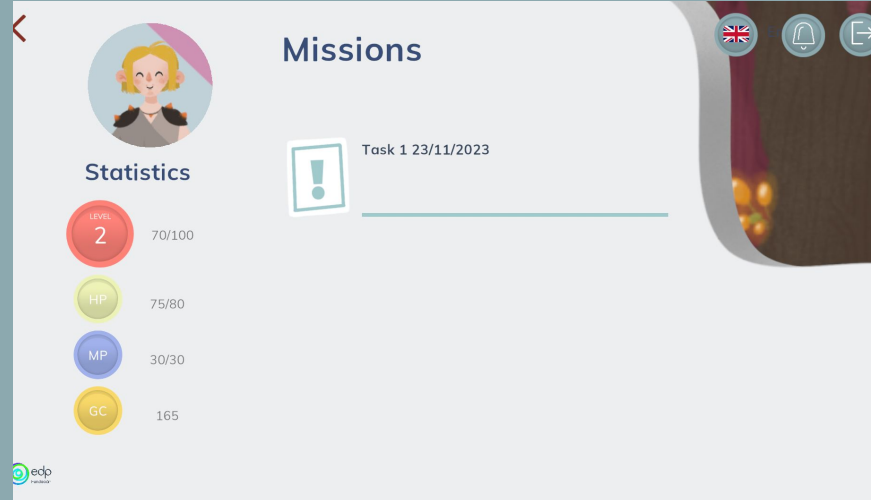 Missions
Task 1 23/11/2023
Statistics
LEVEL
2
70/100
HP
75/80
MP
30/30
GC
165
edp